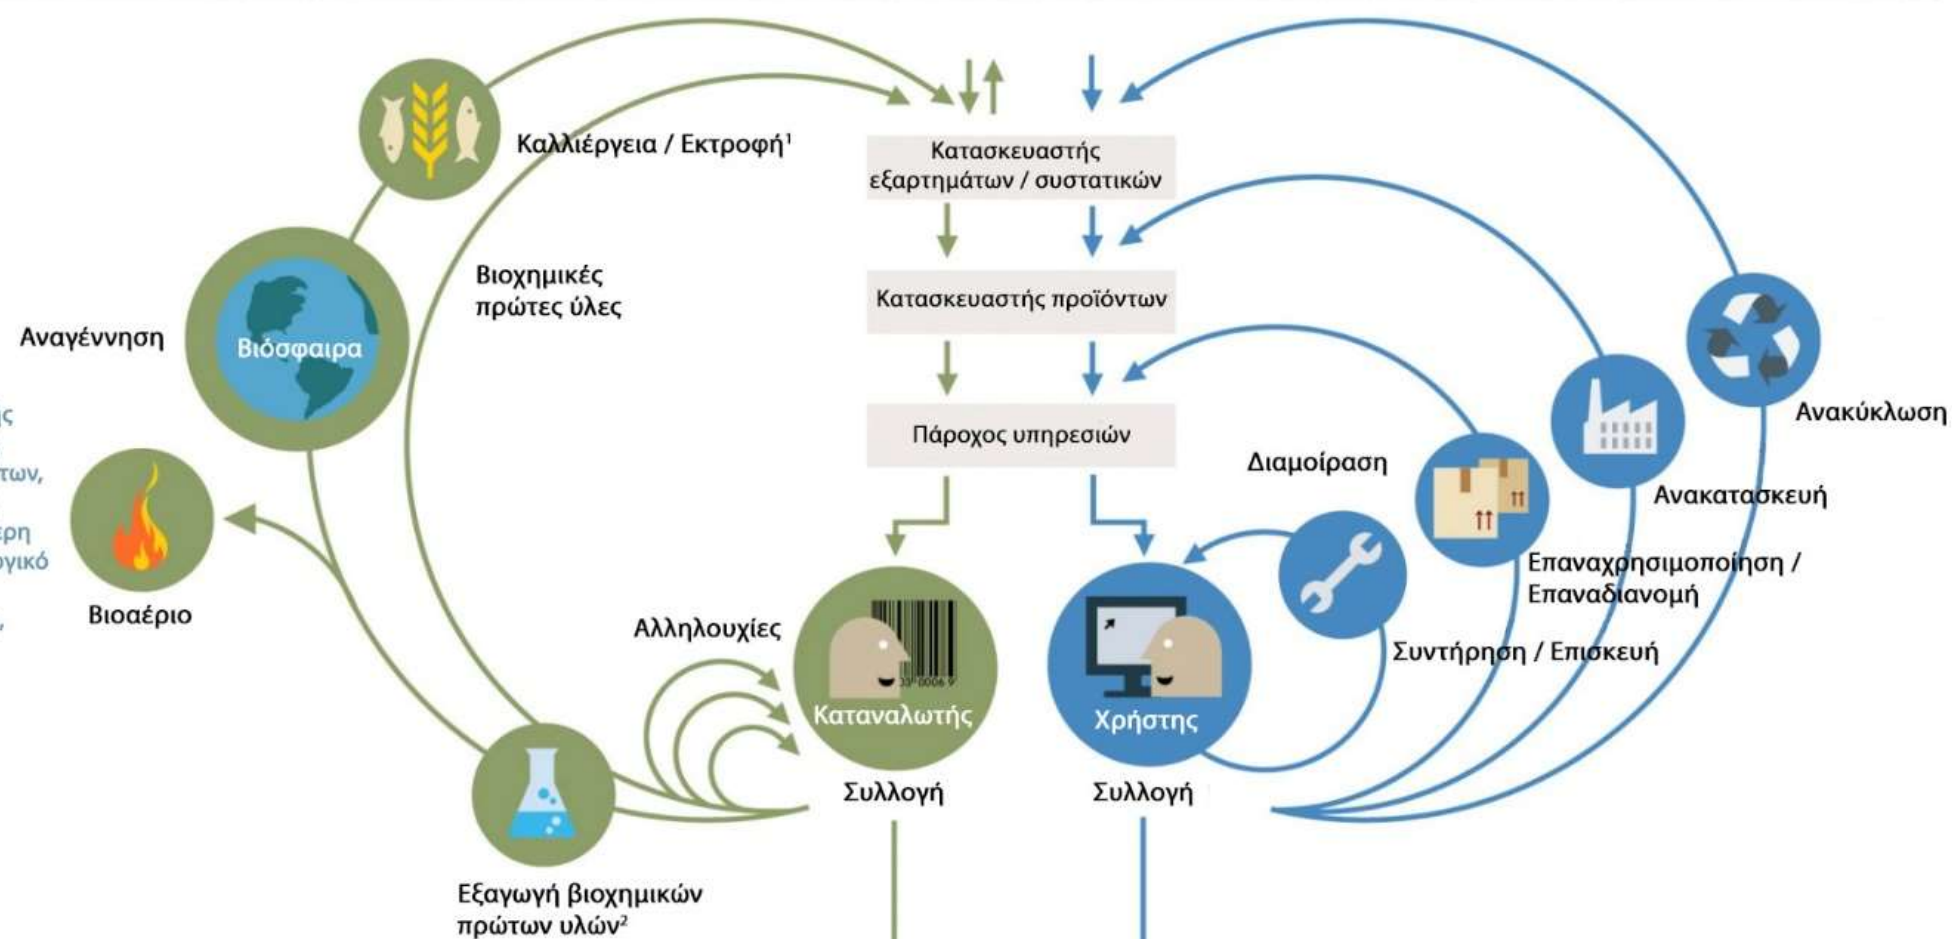 Καλλιέργεια / Εκτροφή¹
Κατασκευαστής
εξαρτημάτων / συστατικών
Βιοχημικές
πρώτες ύλες
Κατασκευαστής προϊόντων
Αναγέννηση
Βιόσφαιρα
Ανακύκλωση
Πάροχος υπηρεσιών
Διαμοίραση
Ανακατασκευή
Επαναχρησιμοποίηση /
Επαναδιανομή
Βιοαέριο
Αλληλουχίες
Συντήρηση / Επισκευή
Καταναλωτής
Χρήστης
Συλλογή
Συλλογή
Εξαγωγή βιοχημικών
πρώτων υλών²